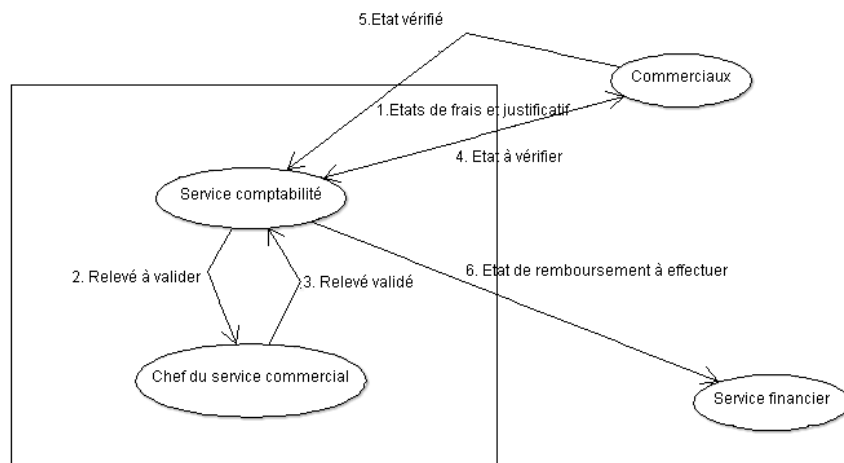 5.Etat vérifié
Commerciaux
1.Etats de frais et justificatif
4. Etat à vérifier
Service comptabilité
2. Relevé à valider
3. Relevé validé
6. Etat de remboursement à effectuer
Chef du service commercial
Service financier